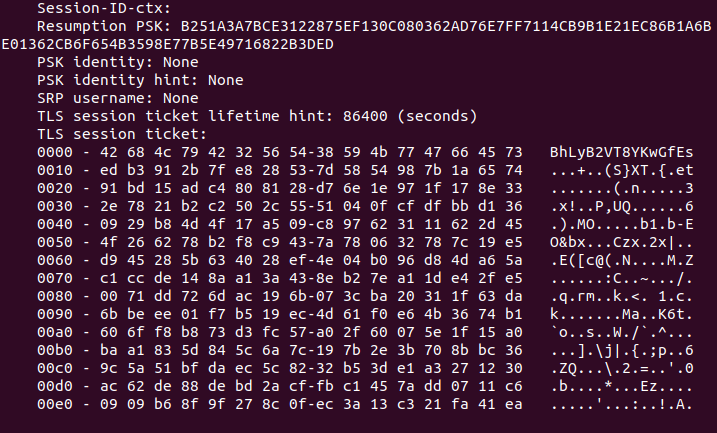 Session-ID-ctx:
Resumption PSK: B251A3A7BCE3122875EF130C080362AD76E7FF7114CB9B1E21EC86B1A6B
E01362CB6F654B3598E77B5E49716822B3DED
PSK identity: None
PSK identity hint: None
SRP username: None
TLS session ticket lifetime hint: 86400 (seconds)
TLS session ticket:
0000 - 42 68 4c 79 42 32 56 54-38 59 4b 77 47 66 45 73   BhLyB2VT8YKwGfEs
0010 - ed b3 91 2b 7f e8 28 53-7d 58 54 98 7b 1a 65 74   ...+..(S}XT.{.et
0020 - 91 bd 15 ad c4 80 81 28-d7 6e 1e 97 1f 17 8e 33   .......(.n.....3
0030 - 2e 78 21 b2 c2 50 2c 55-51 04 0f cf df bb d1 36   .x!..P,UQ......6
0040 - 09 29 b8 4d 4f 17 a5 09-c8 97 62 31 11 62 2d 45   .).MO.....b1.b-E
0050 - 4f 26 62 78 b2 f8 c9 43-7a 78 06 32 78 7c 19 e5   O&bx...Czx.2x|..
0060 - d9 45 28 5b 63 40 28 ef-4e 04 b0 96 d8 4d a6 5a   .E([c@(.N....M.Z
0070 - c1 cc de 14 8a a1 3a 43-8e b2 7e a1 1d e4 2f e5   ......:C..~.../.
0080 - 00 71 dd 72 6d ac 19 6b-07 3c ba 20 31 1f 63 da   .q.rm..k.<. 1.c.
0090 - 6b be ee 01 f7 b5 19 ec-4d 61 f0 e6 4b 36 74 b1   k.......Ma..K6t.
00a0 - 60 6f f8 b8 73 d3 fc 57-a0 2f 60 07 5e 1f 15 a0   `o..s..W./`.^...
00b0 - ba a1 83 5d 84 5c 6a 7c-19 7b 2e 3b 70 8b bc 36   ...].\j|.{.;p..6
00c0 - 9c 5a 51 bf da ec 5c 82-32 b5 3d e1 a3 27 12 30   .ZQ...\.2.=..'.0
00d0 - ac 62 de 88 de bd 2a cf-fb c1 45 7a dd 07 11 c6   .b....*...Ez....
00e0 - 09 09 b6 8f 9f 27 8c 0f-ec 3a 13 c3 21 fa 41 ea   .....'...:..!.A.